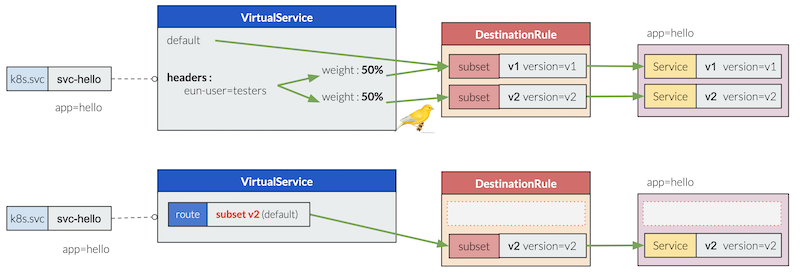 VirtualService
default
headers :
eun-user=testers
weight : 50%
weight : 50%
k8s.svc svc-hello
app=hello
DestinationRule
subset v1 version=v1
subset v2 version=v2
app=hello
Service v1 version=v1
Service v2 version=v2
VirtualService
route subset v2 (default)
k8s.svc svc-hello
app=hello
DestinationRule
subset v2 version=v2
app=hello
Service v2 version=v2